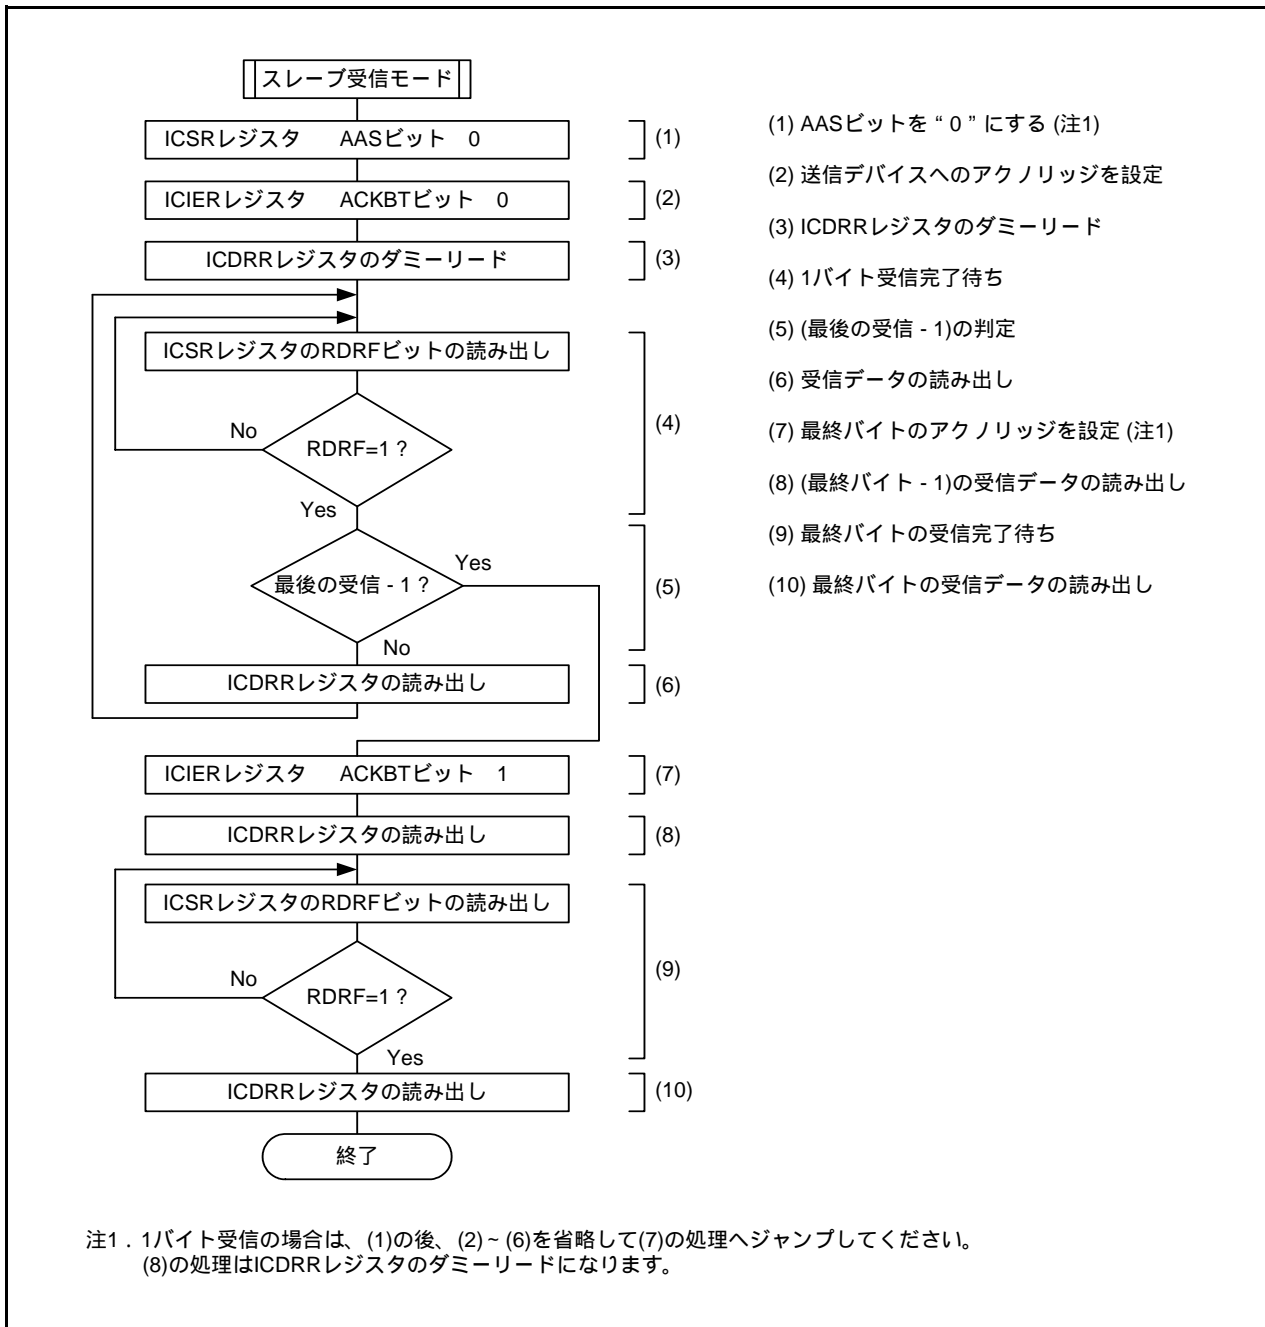 スレーブ受信モード
ICSRレジスタ　AASビット　0
(1)
ICIERレジスタ　ACKBTビット　0
(2)
ICDRRレジスタのダミーリード
(3)
ICSRレジスタのRDRFビットの読み出し
RDRF=1 ?
No
Yes
(4)
最後の受信 - 1 ?
Yes
No
(5)
ICDRRレジスタの読み出し
(6)
ICIERレジスタ　ACKBTビット　1
(7)
ICDRRレジスタの読み出し
(8)
ICSRレジスタのRDRFビットの読み出し
RDRF=1 ?
No
Yes
(9)
ICDRRレジスタの読み出し
(10)
終了
(1) AASビットを“ 0 ”にする (注1)
(2) 送信デバイスへのアクノリッジを設定
(3) ICDRRレジスタのダミーリード
(4) 1バイト受信完了待ち
(5) (最後の受信 - 1)の判定
(6) 受信データの読み出し
(7) 最終バイトのアクノリッジを設定 (注1)
(8) (最終バイト - 1)の受信データの読み出し
(9) 最終バイトの受信完了待ち
(10) 最終バイトの受信データの読み出し
注1．1バイト受信の場合は、(1)の後、(2)~(6)を省略して(7)の処理へジャンプしてください。
(8)の処理はICDRRレジスタのダミーリードになります。